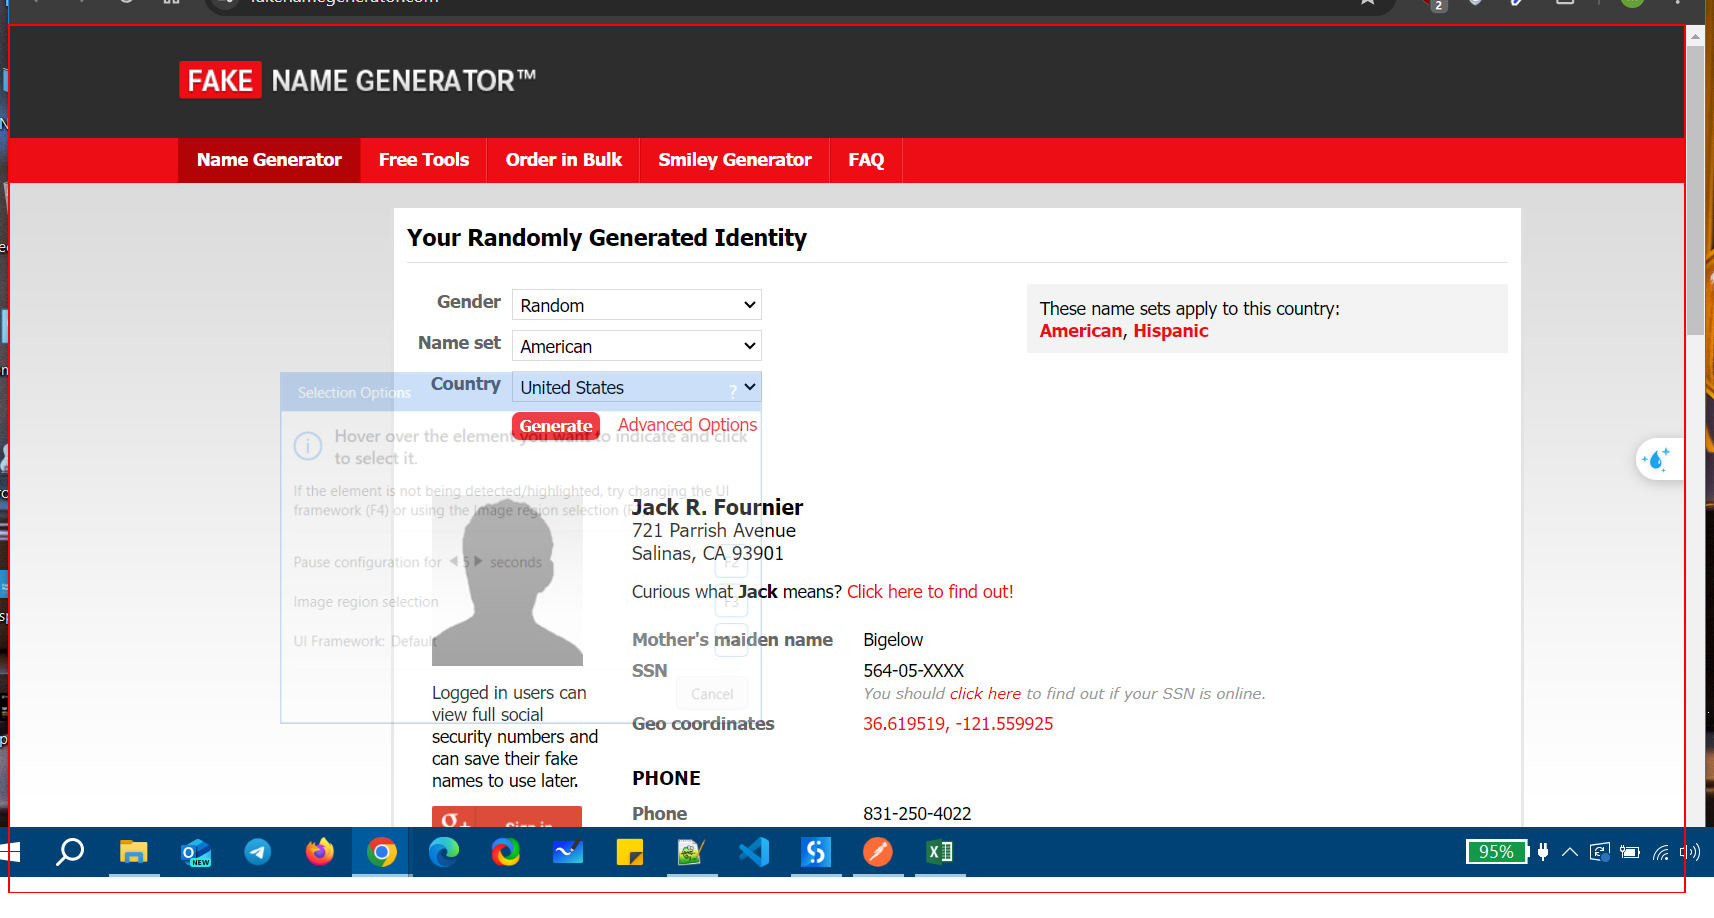 2
FAKE NAME GENERATOR™
Name Generator Free Tools Order in Bulk Smiley Generator FAQ
Your Randomly Generated Identity
Gender Random
These name sets apply to this country:
American, Hispanic
Name set American
Country United States
Selection Options ?
Generate Advanced Options
Hover over the element you want to indicate and click
to select it.
If the element is not being detected/highlighted, try changing the UI
framework (F4) or using the Image region selection
Pause configuration for 5 seconds F2
Image region selection F3
UI Framework: Default
Cancel
Jack R. Fournier
721 Parrish Avenue
Salinas, CA 93901
Curious what Jack means? Click here to find out!
Mother's maiden name Bigelow
SSN 564-05-XXXX
You should click here to find out if your SSN is online.
Geo coordinates 36.619519, -121.559925
Logged in users can
view full social
security numbers and
can save their fake
names to use later.
PHONE
Phone 831-250-4022
NEW
95%